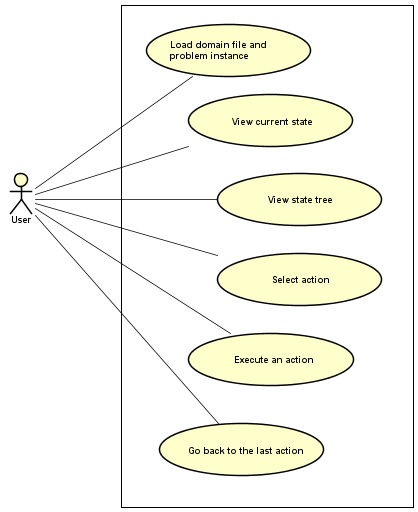 Load domain file and
problem instance
View current state
View state tree
User
Select action
Execute an action
Go back to the last action